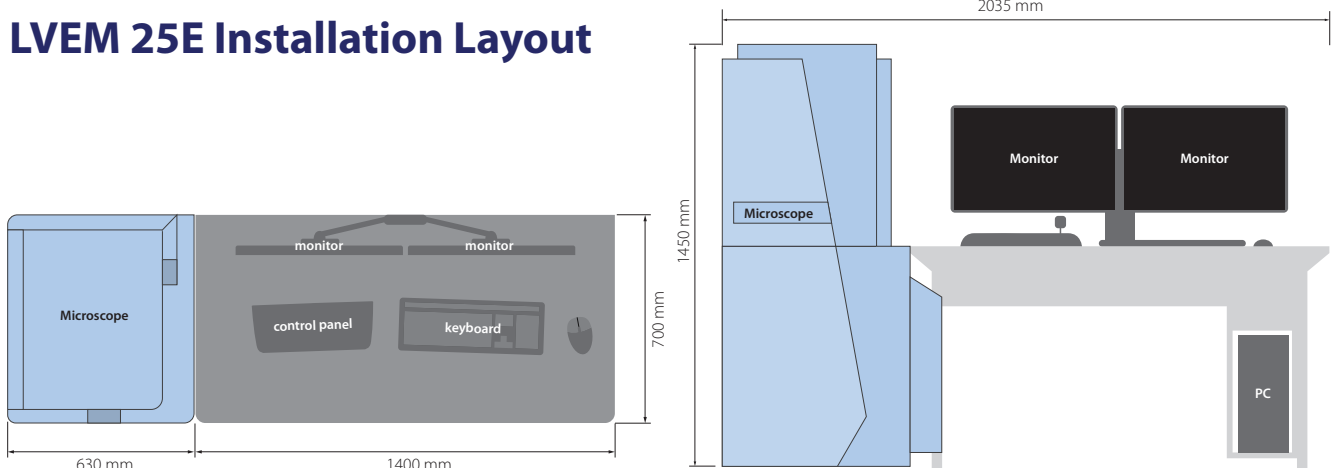 LVEM 25E Installation Layout
2035 mm
Monitor
Monitor
Microscope
1450 mm
monitor
monitor
Microscope
control panel
keyboard
700 mm
PC
630 mm
1400 mm